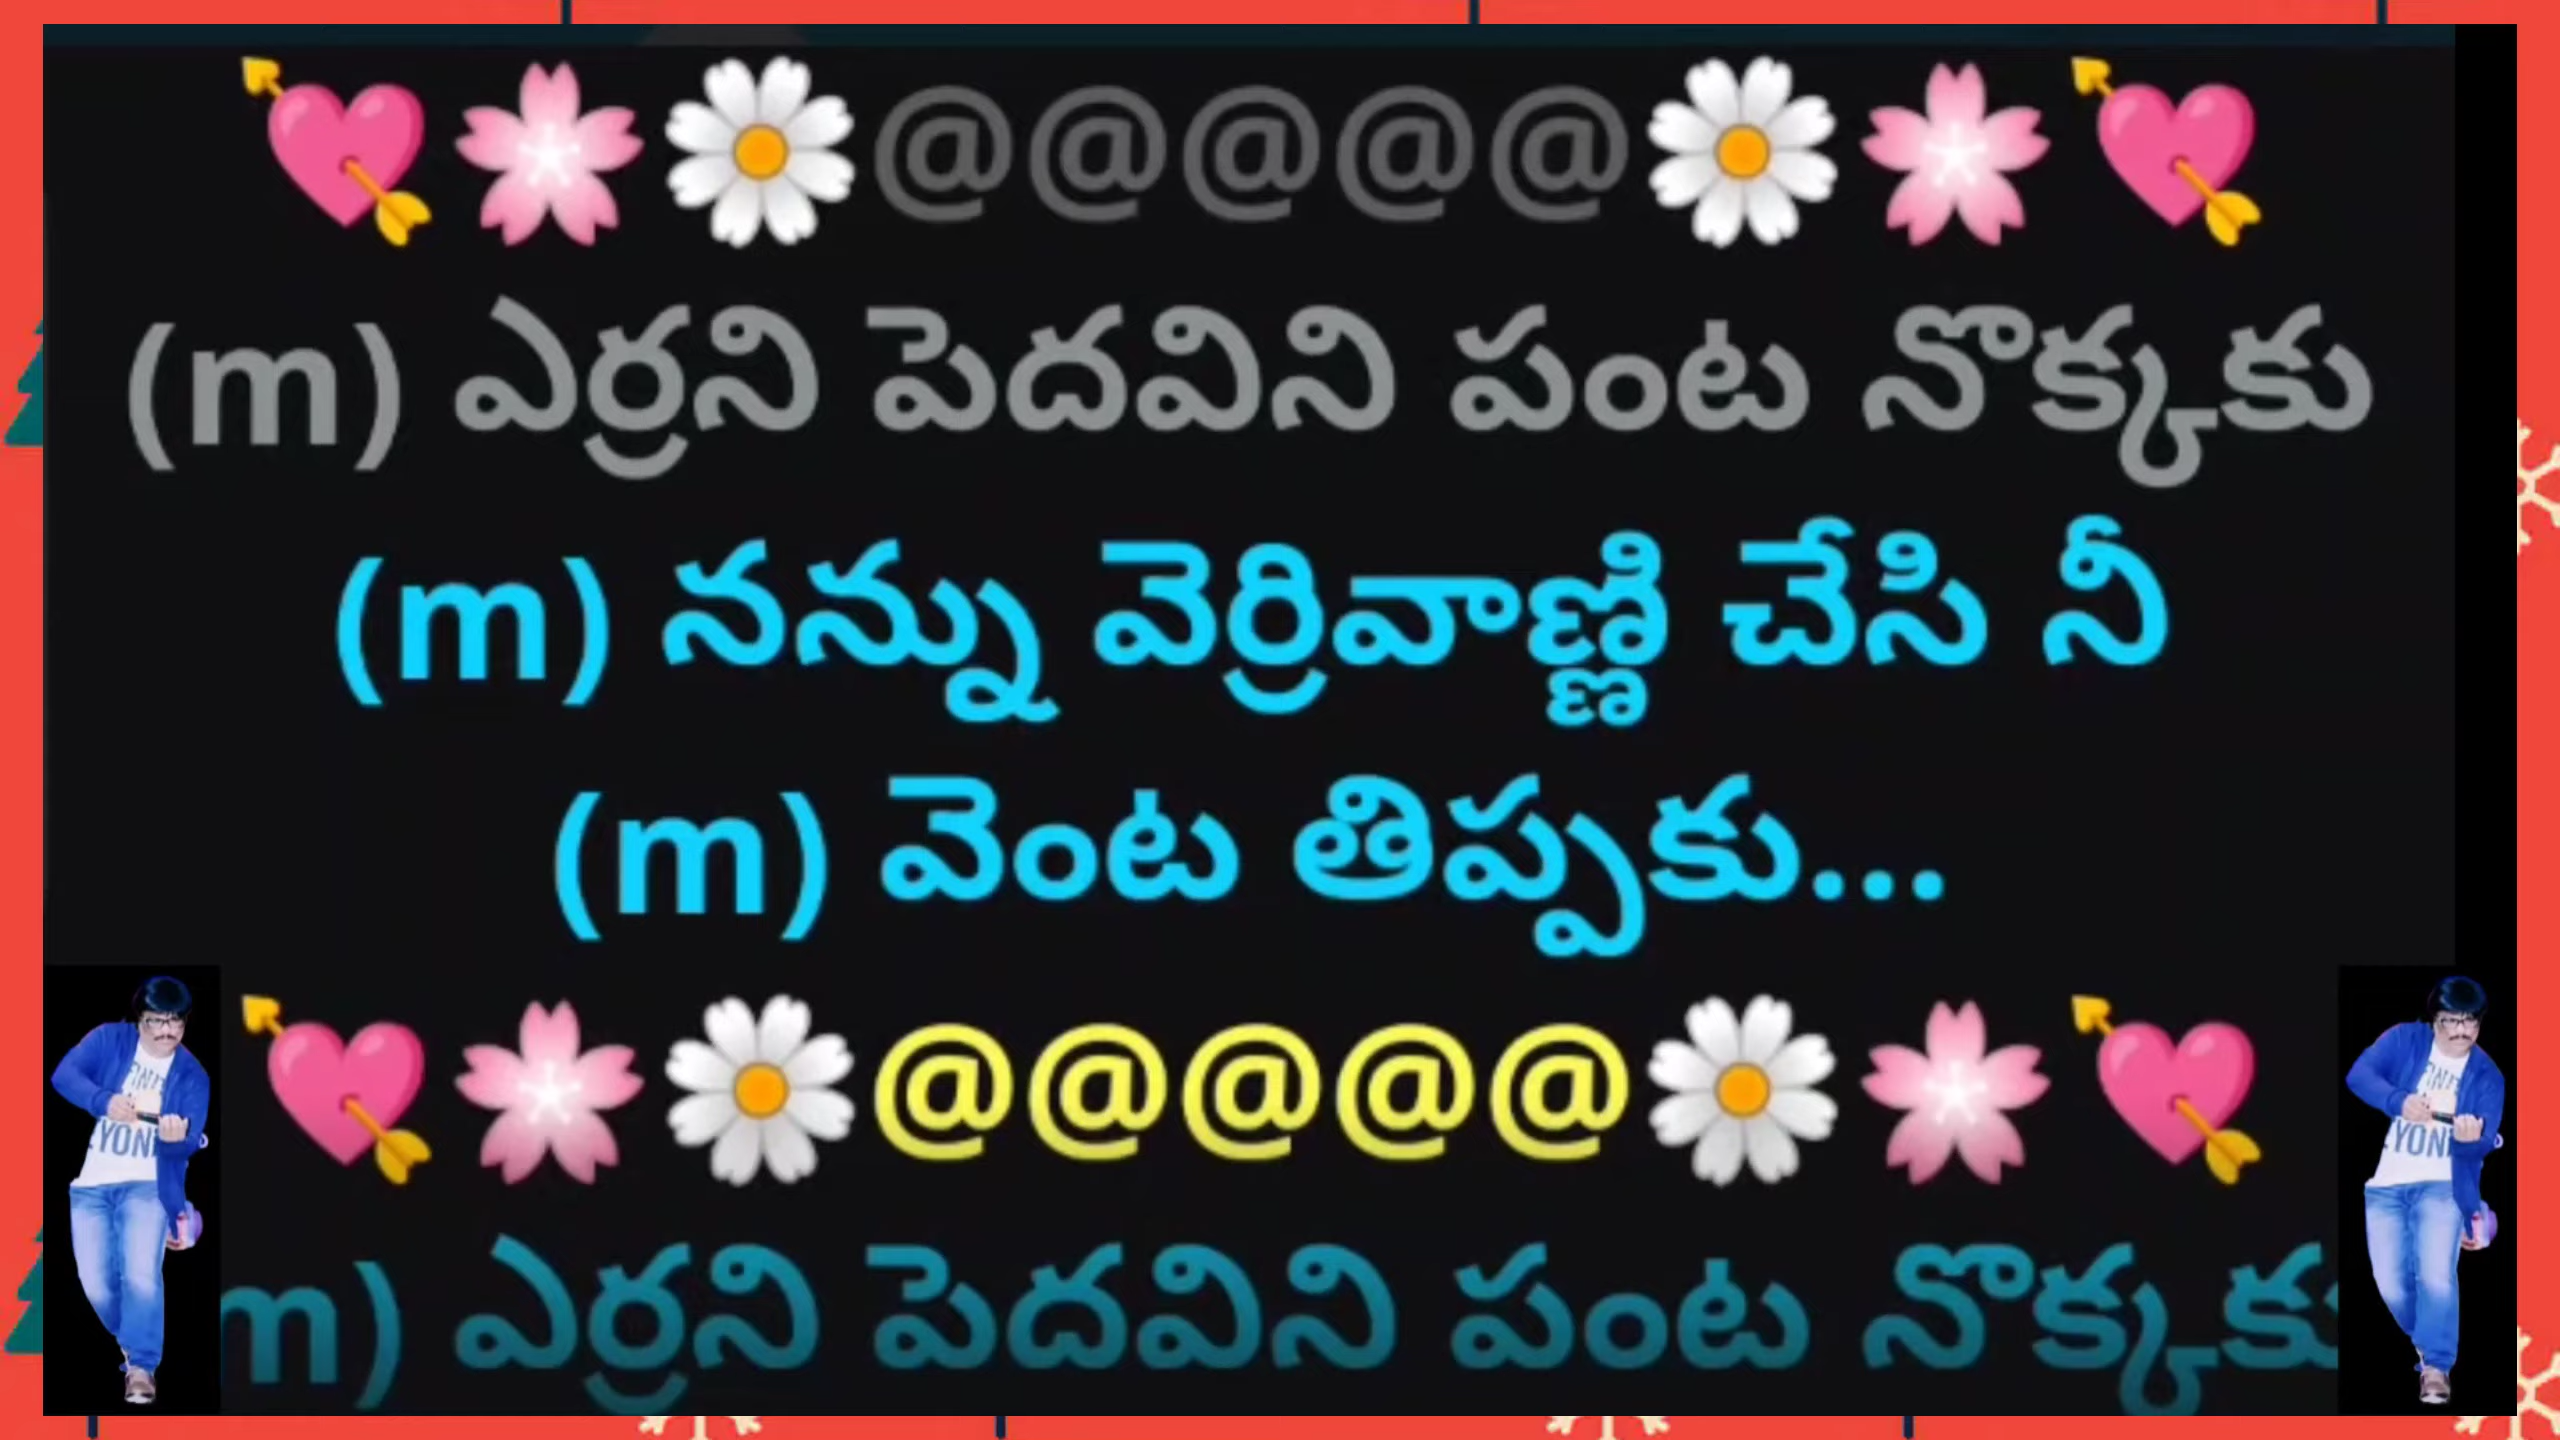 💘🌸🌼@@@@@🌼🌸💘
(m) ఎర్రని పెదవిని పంట నొక్కకు
(m) నన్ను వెర్రివాణ్ణి చేసి నీ
(m) వెంట తిప్పకు...
💘🌸🌼@@@@@🌼🌸💘
m) ఎర్రని పెదవిని పంట నొక్కకు